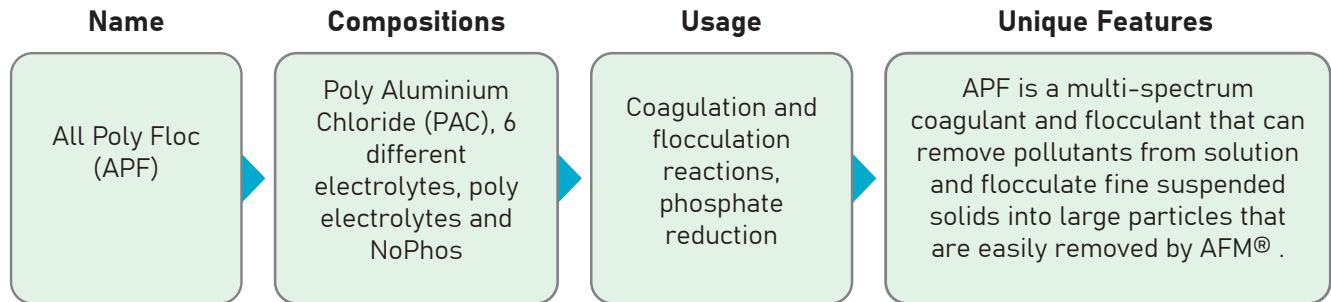 Name
Compositions
Usage
Unique Features
All Poly Floc
(APF)
Poly Aluminium
Chloride (PAC), 6
different
electrolytes, poly
electrolytes and
NoPhos
Coagulation and
flocculation
reactions,
phosphate
reduction
APF is a multi-spectrum
coagulant and flocculant that can
remove pollutants from solution
and flocculate fine suspended
solids into large particles that
are easily removed by AFM® .